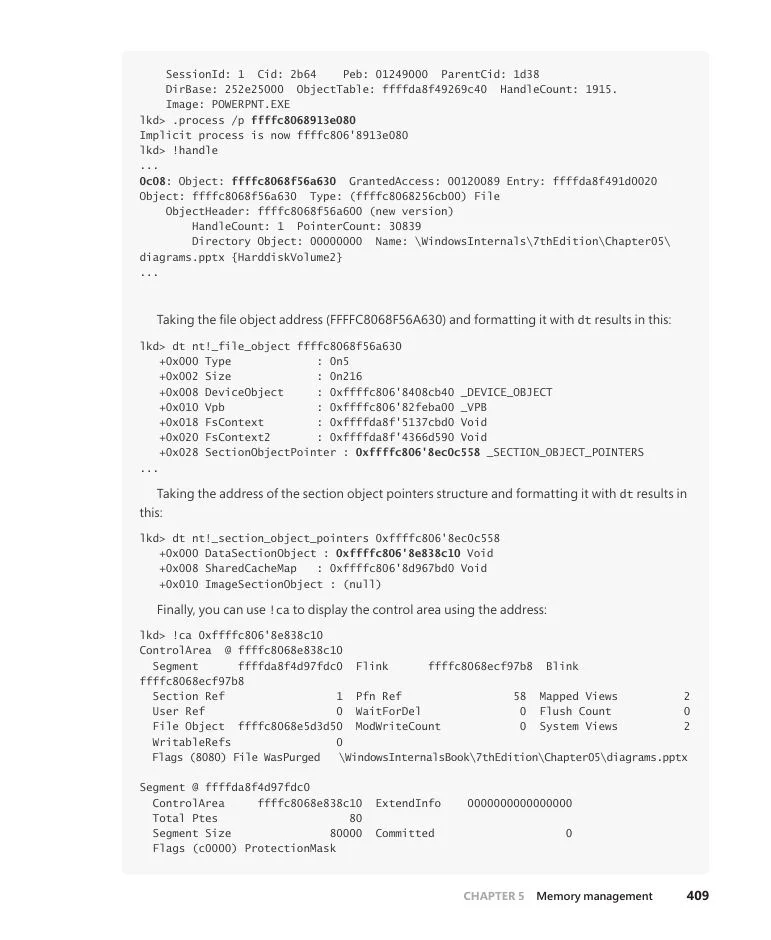 SessionId: 1  Cid: 2b64    Peb: 01249000  ParentCid: 1d38
DirBase: 252e25000  ObjectTable: ffffda8f49269c40  HandleCount: 1915.
Image: POWERPNT.EXE
lkd> .process /p ffffc8068913e080
Implicit process is now ffffc806'8913e080
lkd> !handle
...
0c08: Object: ffffc8068f56a630  GrantedAccess: 00120089 Entry: ffffda8f491d0020
Object: ffffc8068f56a630  Type: (ffffc8068256cb00) File
ObjectHeader: ffffc8068f56a600 (new version)
HandleCount: 1  PointerCount: 30839
Directory Object: 00000000  Name: \WindowsInternals\7thEdition\Chapter05\
diagrams.pptx {HarddiskVolume2}
...
Taking the file object address (FFFFC8068F56A630) and formatting it with dt results in this:
lkd> dt nt!_file_object ffffc8068f56a630
+0x000 Type             : 0n5
+0x002 Size             : 0n216
+0x008 DeviceObject     : 0xffffc806'8408cb40 _DEVICE_OBJECT
+0x010 Vpb              : 0xffffc806'82feba00 _VPB
+0x018 FsContext        : 0xffffda8f'5137cbd0 Void
+0x020 FsContext2       : 0xffffda8f'4366d590 Void
+0x028 SectionObjectPointer : 0xffffc806'8ec0c558 _SECTION_OBJECT_POINTERS
...
Taking the address of the section object pointers structure and formatting it with dt results in
this:
lkd> dt nt!_section_object_pointers 0xffffc806'8ec0c558
+0x000 DataSectionObject : 0xffffc806'8e838c10 Void
+0x008 SharedCacheMap   : 0xffffc806'8d967bd0 Void
+0x010 ImageSectionObject : (null)
Finally, you can use !ca to display the control area using the address:
lkd> !ca 0xffffc806'8e838c10
ControlArea  @ ffffc8068e838c10
Segment      ffffda8f4d97fdc0  Flink      ffffc8068ecf97b8  Blink
ffffc8068ecf97b8
Section Ref                 1  Pfn Ref                 58  Mapped Views          2
User Ref                    0  WaitForDel               0  Flush Count           0
File Object  ffffc8068e5d3d50  ModWriteCount            0  System Views          2
WritableRefs                0
Flags (8080) File WasPurged   \WindowsInternalsBook\7thEdition\Chapter05\diagrams.pptx
Segment @ ffffda8f4d97fdc0
ControlArea     ffffc8068e838c10  ExtendInfo    0000000000000000
Total Ptes                    80
Segment Size               80000  Committed                    0
Flags (c0000) ProtectionMask
CHAPTER 5   Memory management   409